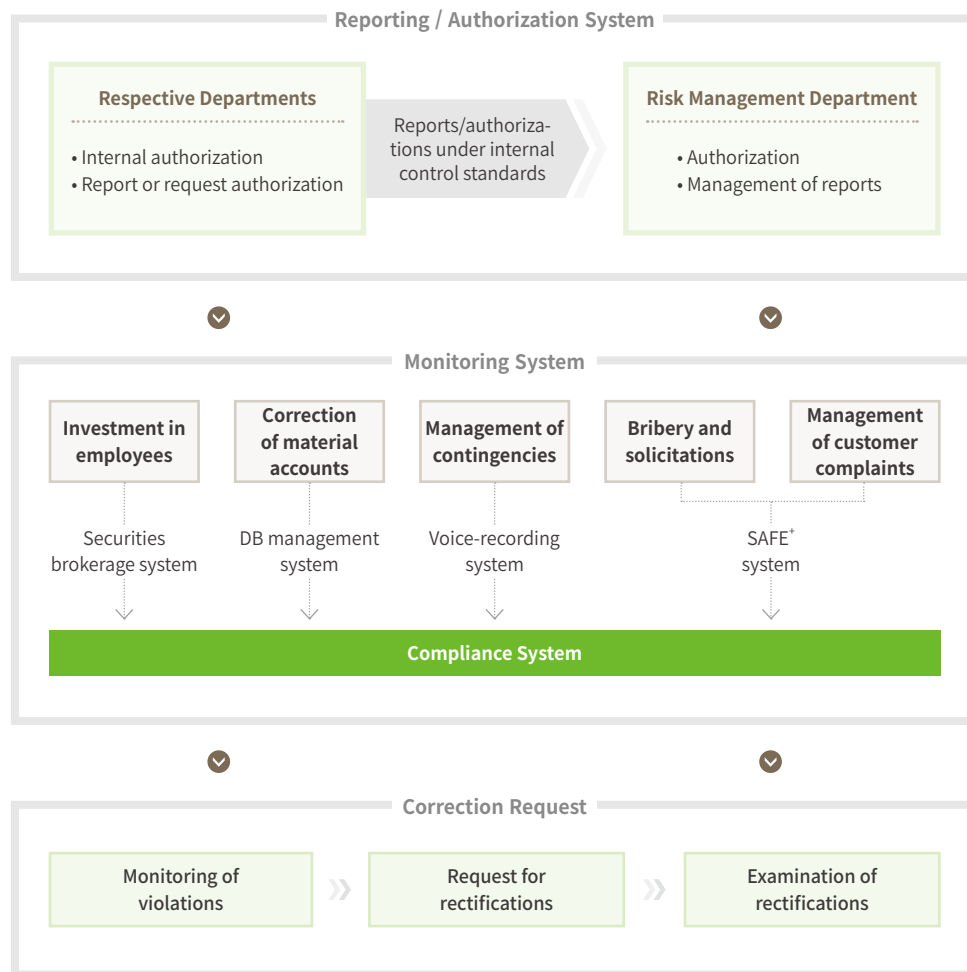 Reporting / Authorization System
Respective Departments
• Internal authorization
• Report or request authorization
Reports/authoriza-
tions under internal
control standards
Risk Management Department
• Authorization
• Management of reports
Monitoring System
Investment in
employees
Correction
of material
accounts
Management of
contingencies
Bribery and
solicitations
Management
of customer
complaints
Securities
brokerage system
DB management
system
Voice-recording
system
SAFE⁺
system
Compliance System
Correction Request
Monitoring of
violations
Request for
rectifications
Examination of
rectifications